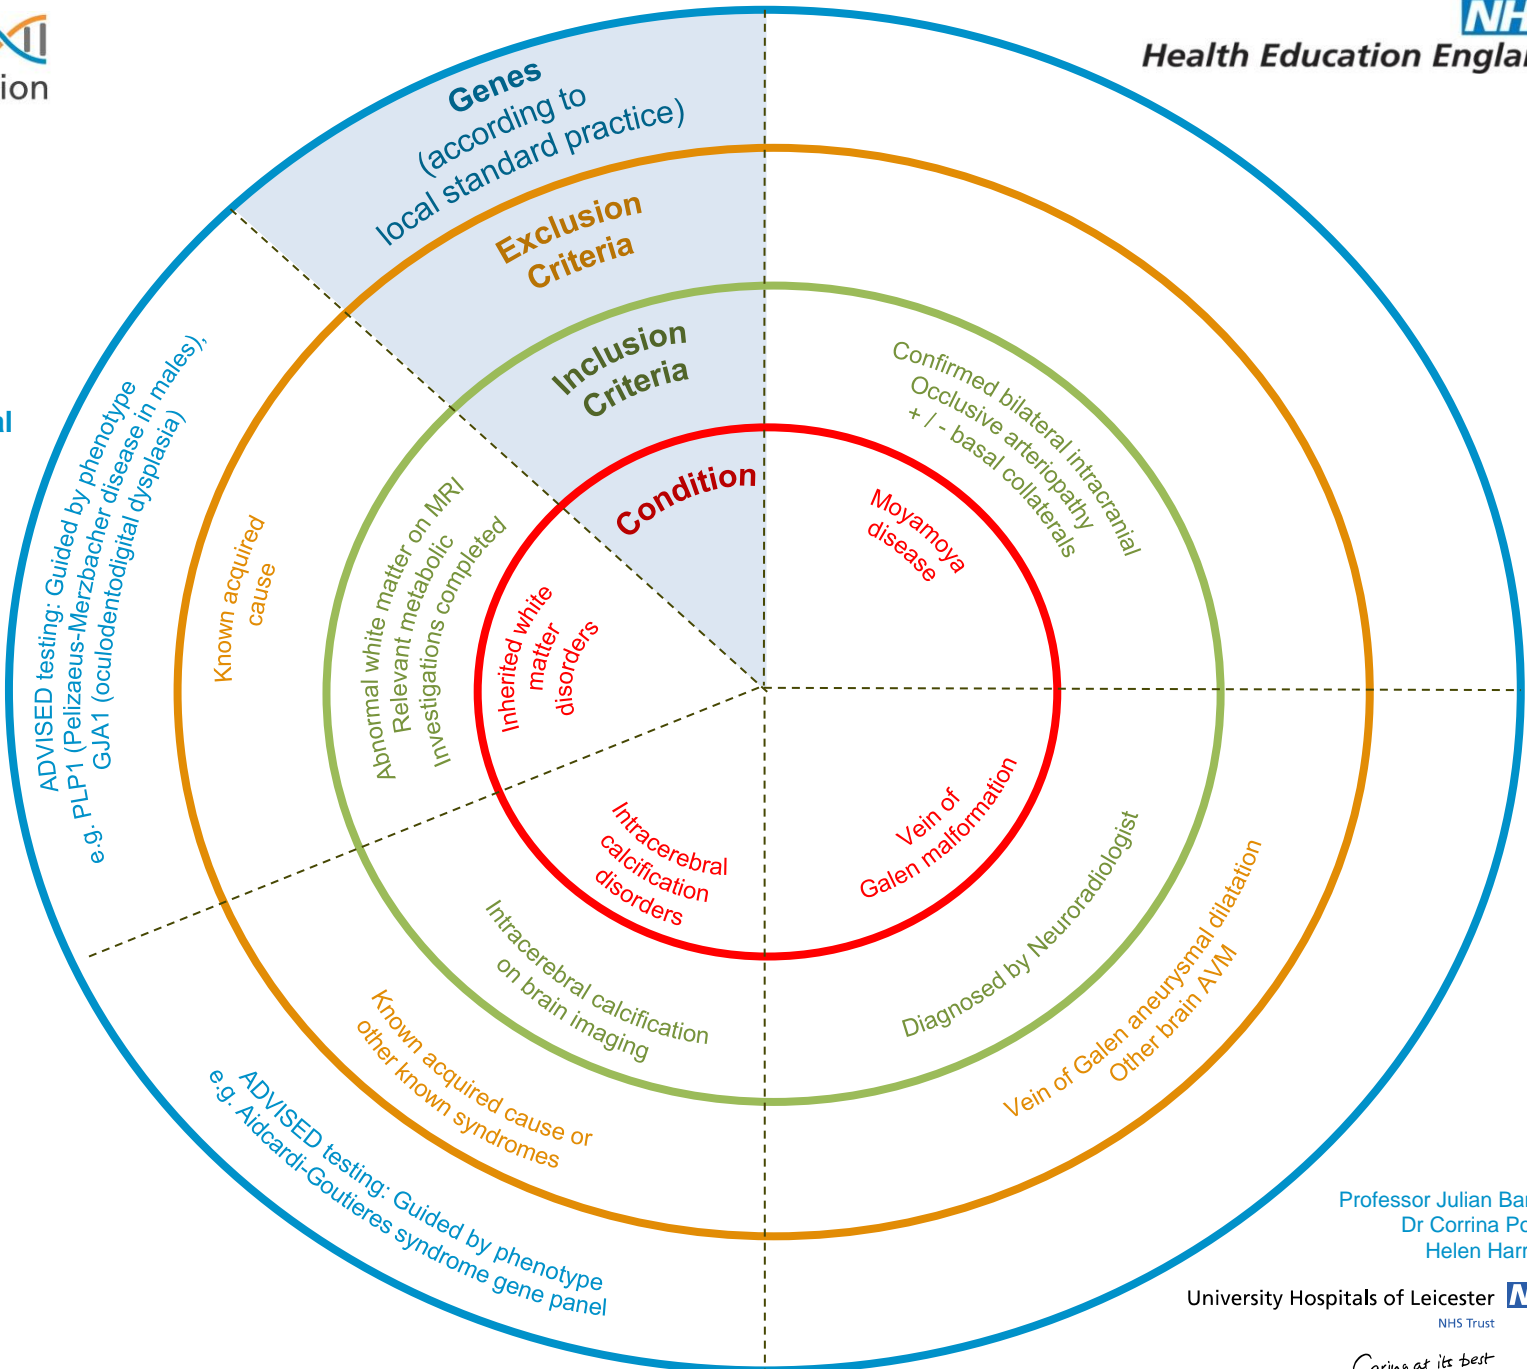 Health Education
Genes
(according to
local standard practice)
Exclusion
Criteria
Inclusion
Criteria
Condition
Confirmed bilateral intracranial
Occlusive arteriopathy
+ / - basal collaterals
Moyamoya
disease
Vein of
Galen malformation
Diagnosed by Neuroradiologist
Vein of Galen aneurysmal dilatation
Other brain AVM
Intracerebral
calcification
disorders
Intracerebral calcification
on brain imaging
Known acquired cause or
other known syndromes
ADVISED testing: Guided by phenotype
e.g. Aidcardi-Goutieres syndrome gene panel
Inherited white
matter
disorders
Abnormal white matter on MRI
Relevant metabolic
Investigations completed
Known acquired
cause
ADVISED testing: Guided by phenotype
e.g. PLP1 (Pelizaeus-Merzbacher disease in males),
GJA1 (oculodentodigital dysplasia)
Professor Julian
Dr Corrina
Helen
University Hospitals of Leicester
NHS Trust
Caring at its best